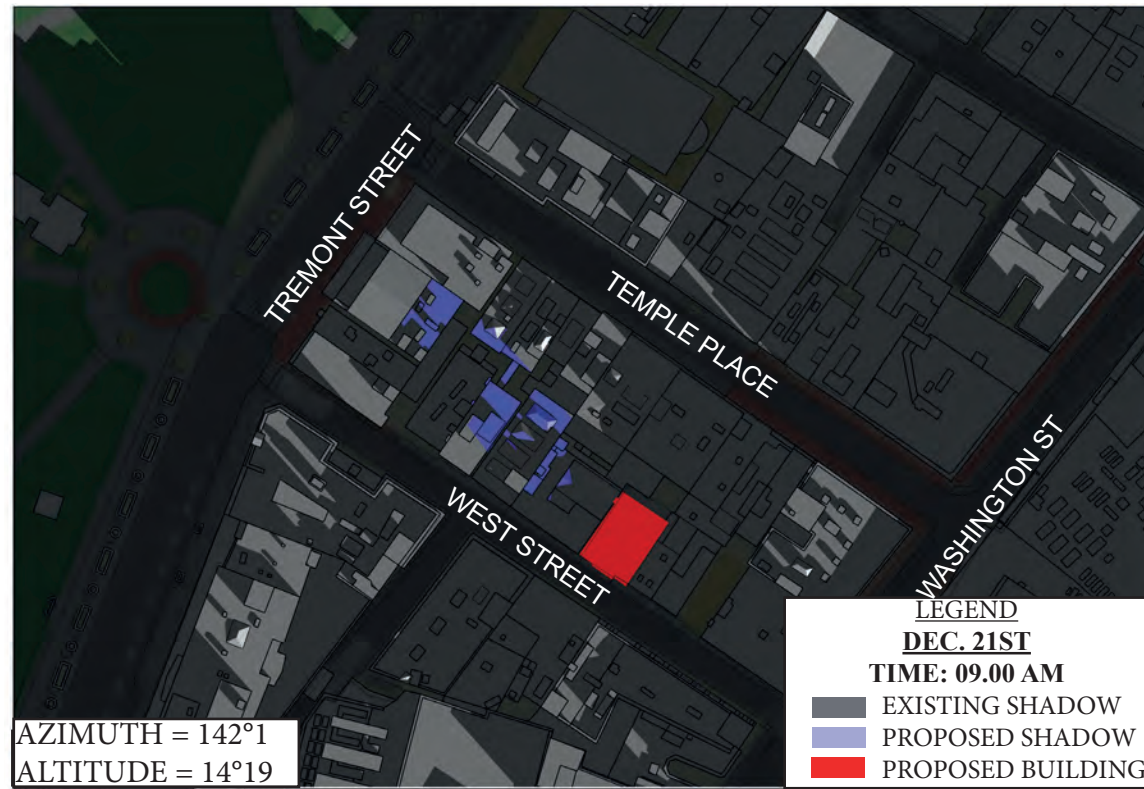 TREMONT STREET
TEMPLE PLACE
WEST STREET
WASHINGTON ST
LEGEND
DEC. 21ST
TIME: 09.00 AM
EXISTING SHADOW
PROPOSED SHADOW
PROPOSED BUILDING
AZIMUTH = 142°1
ALTITUDE = 14°19